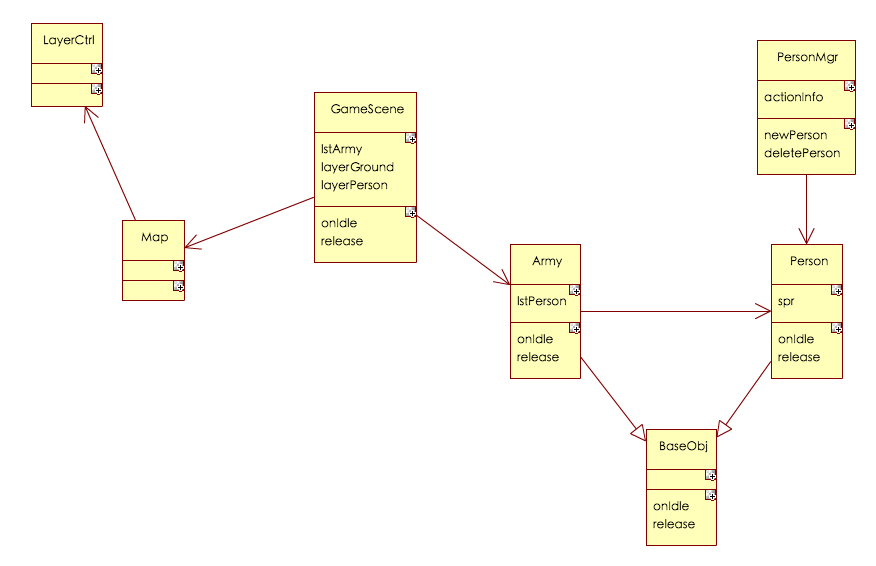 LayerCtrl
GameScene
lstArmy
layerGround
layerPerson
onIdle
release
PersonMgr
actionInfo
newPerson
deletePerson
Map
Army
lstPerson
onIdle
release
Person
spr
onIdle
release
BaseObj
onIdle
release